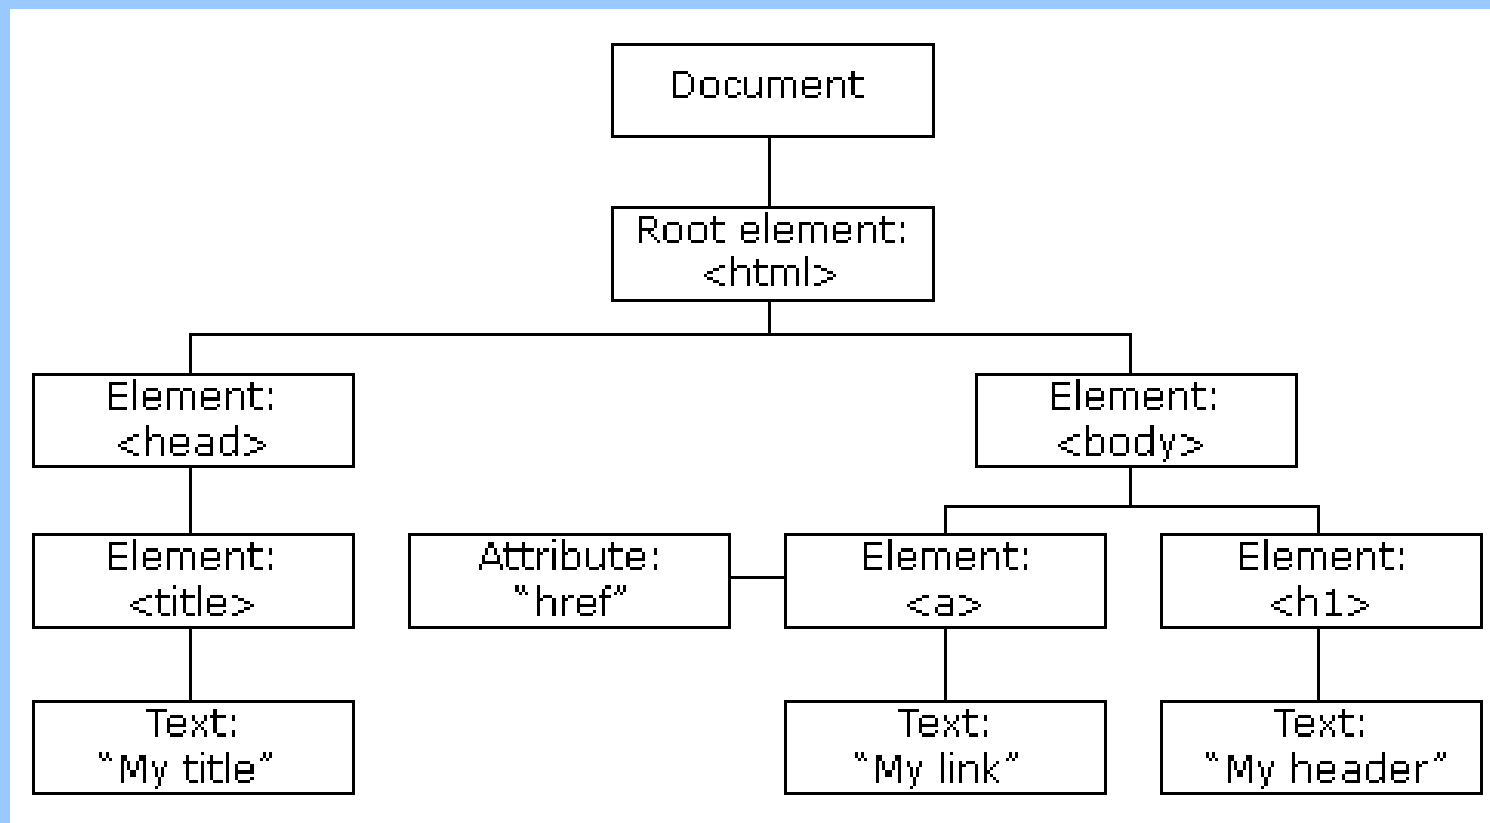 Document
Root element:
<html>
Element:
<head>
Element:
<body>
Element:
<title>
Attribute:
“href”
Element:
<a>
Element:
<h1>
Text:
“My title”
Text:
“My link”
Text:
“My header”